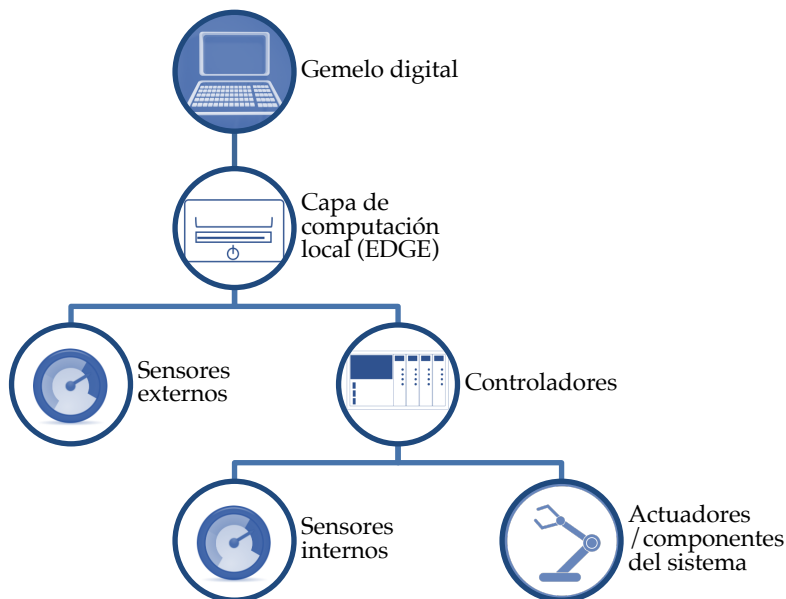 Gemelo digital
Capa de
computación
local (EDGE)
Sensores
externos
Controladores
Sensores
internos
Actuadores
/componentes
del sistema